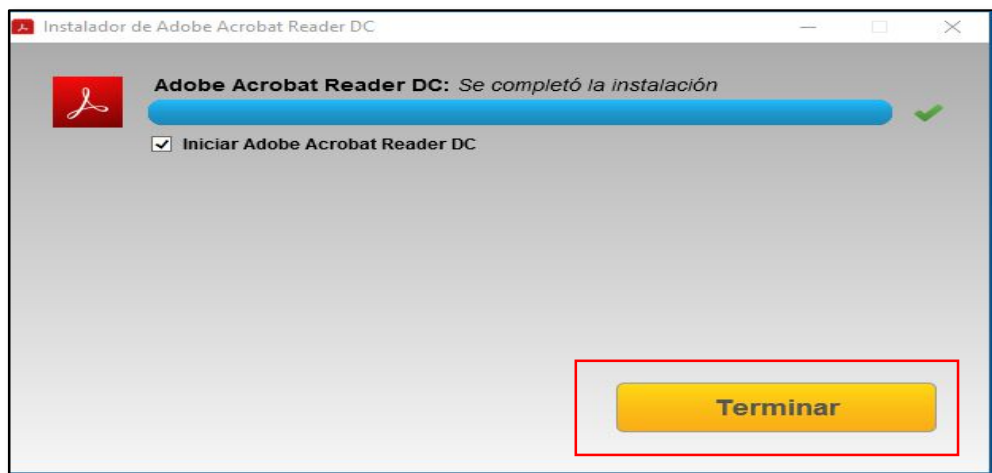 Instalador de Adobe Acrobat Reader DC
Adobe Acrobat Reader DC: Se completó la instalación
Iniciar Adobe Acrobat Reader DC
Terminar